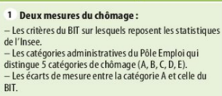 1 Deux mesures du chômage :
– Les critères du BIT sur lesquels reposent les statistiques
de l'Insee.
– Les catégories administratives du Pôle Emploi qui
distingue 5 catégories de chômage (A, B, C, D, E).
– Les écarts de mesure entre la catégorie A et celle du
BIT.